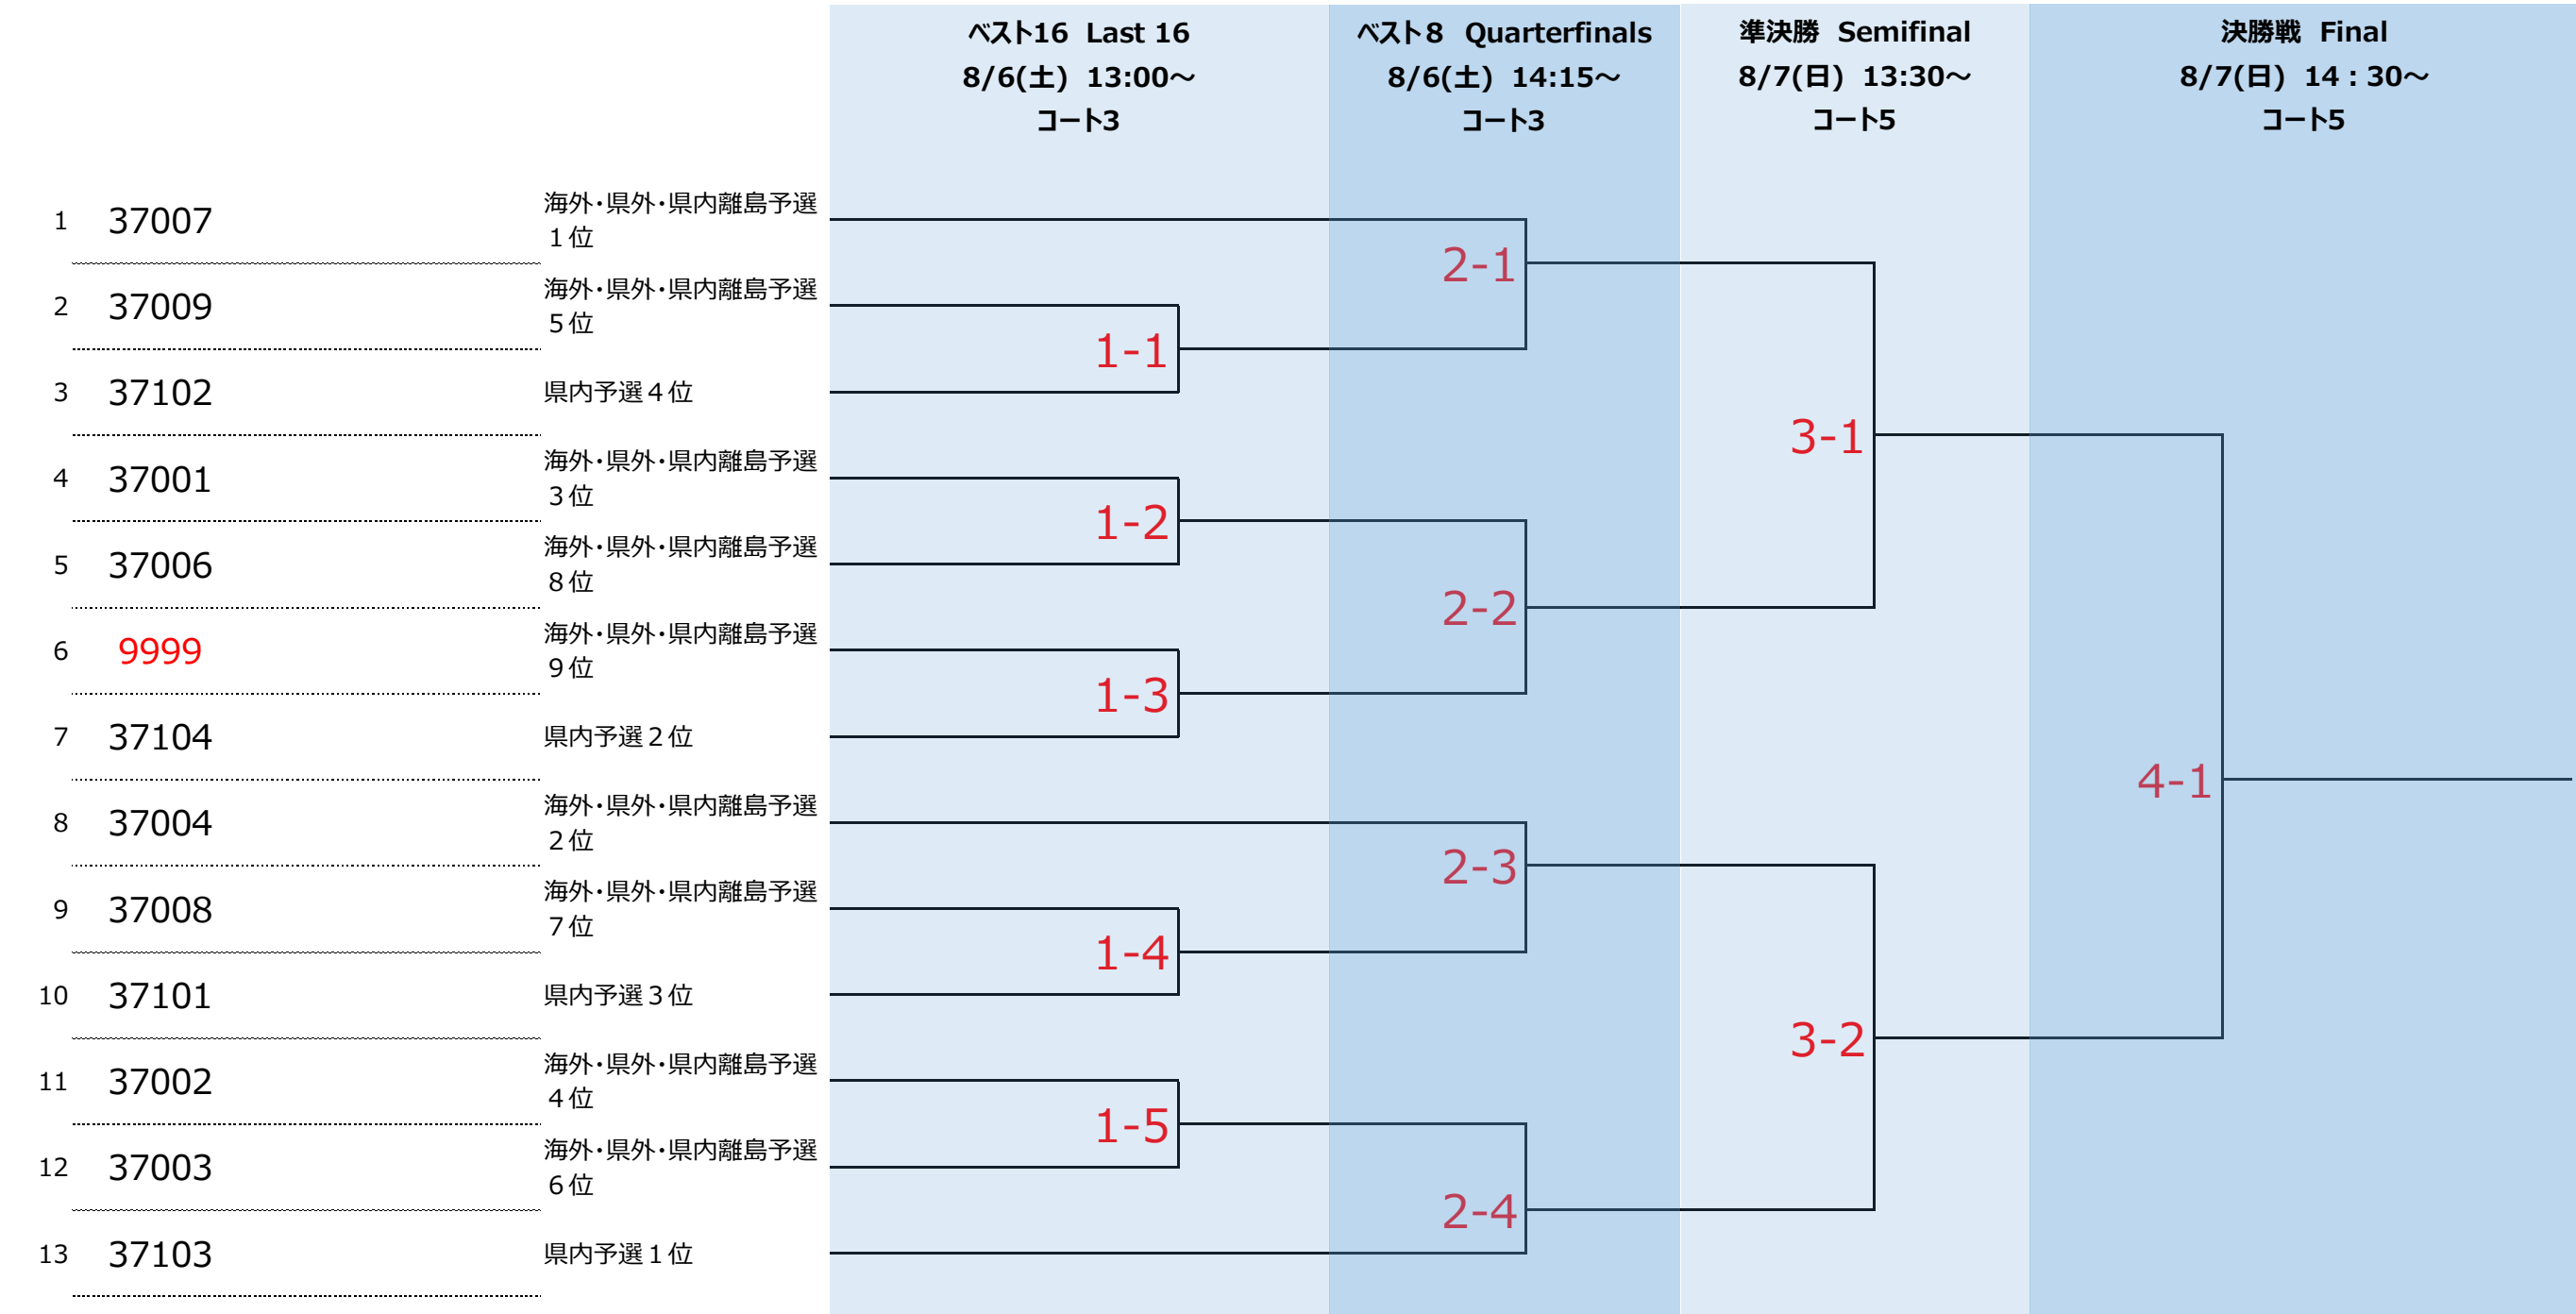 ベスト16 Last 16
8/6(土) 13:00～
コート3
ベスト８ Quarterfinals
8/6(土) 14:15～
コート3
準決勝 Semifinal
8/7(日) 13:30～
コート5
決勝戦 Final
8/7(日) 14：30～
コート5
1 37007 海外・県外・県内離島予選
１位
2 37009 海外・県外・県内離島予選
５位
3 37102 県内予選４位
4 37001 海外・県外・県内離島予選
３位
5 37006 海外・県外・県内離島予選
８位
6 9999 海外・県外・県内離島予選
９位
7 37104 県内予選２位
8 37004 海外・県外・県内離島予選
２位
9 37008 海外・県外・県内離島予選
７位
10 37101 県内予選３位
11 37002 海外・県外・県内離島予選
４位
12 37003 海外・県外・県内離島予選
６位
13 37103 県内予選１位
1-1
1-2
1-3
1-4
1-5
2-1
2-2
2-3
2-4
3-1
3-2
4-1